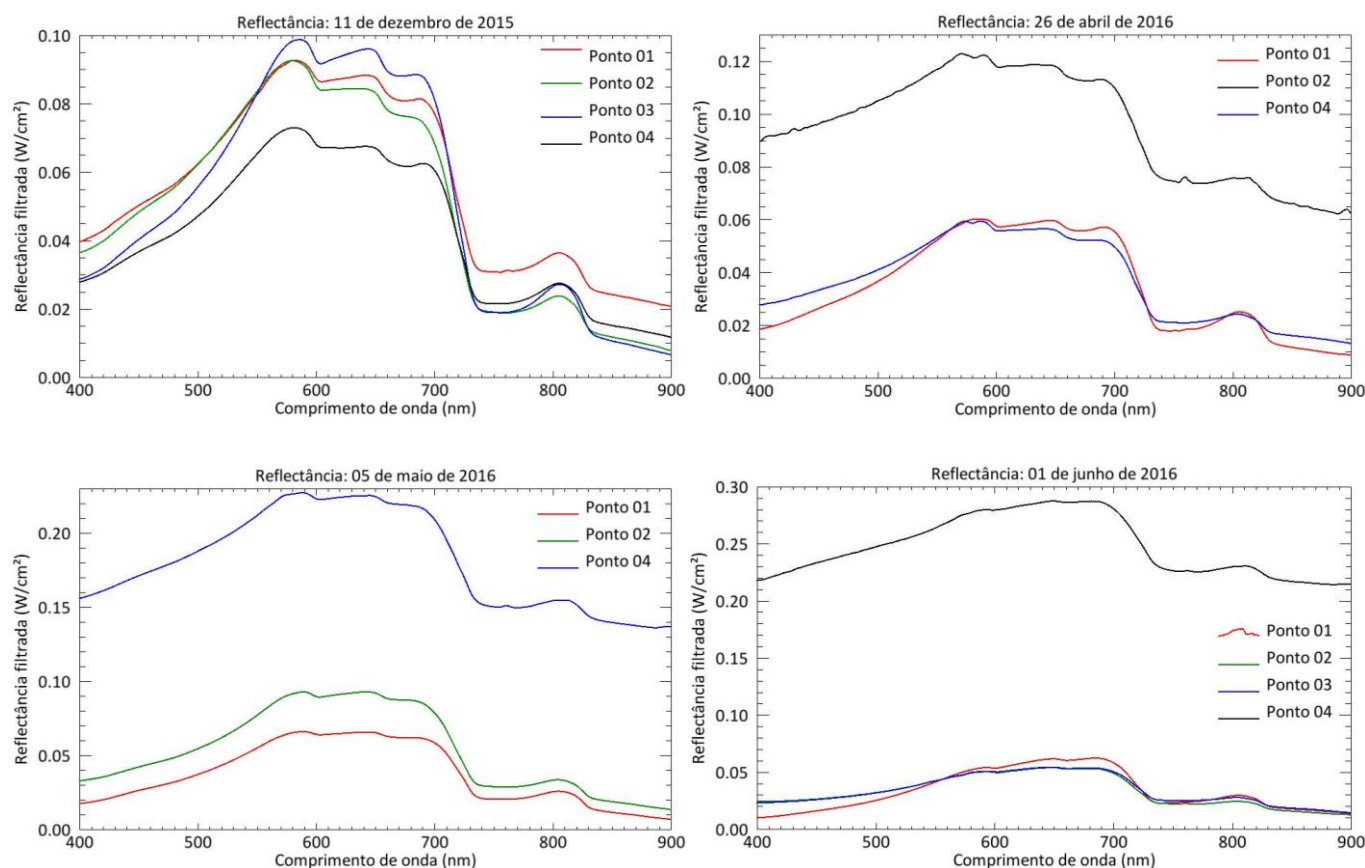 Reflectância: 11 de dezembro de 2015
Reflectância filtrada (W/cm²)
0.10
0.08
0.06
0.04
0.02
0.00
Ponto 01
Ponto 02
Ponto 03
Ponto 04
400 500 600 700 800 900
Comprimento de onda (nm)
Reflectância: 26 de abril de 2016
Reflectância filtrada (W/cm²)
0.12
0.10
0.08
0.06
0.04
0.02
0.00
Ponto 01
Ponto 02
Ponto 04
400 500 600 700 800 900
Comprimento de onda (nm)
Reflectância: 05 de maio de 2016
Reflectância filtrada (W/cm²)
0.20
0.15
0.10
0.05
0.00
Ponto 01
Ponto 02
Ponto 04
400 500 600 700 800 900
Comprimento de onda (nm)
Reflectância: 01 de junho de 2016
Reflectância filtrada (W/cm²)
0.30
0.25
0.20
0.15
0.10
0.05
0.00
Ponto 01
Ponto 02
Ponto 03
Ponto 04
400 500 600 700 800 900
Comprimento de onda (nm)